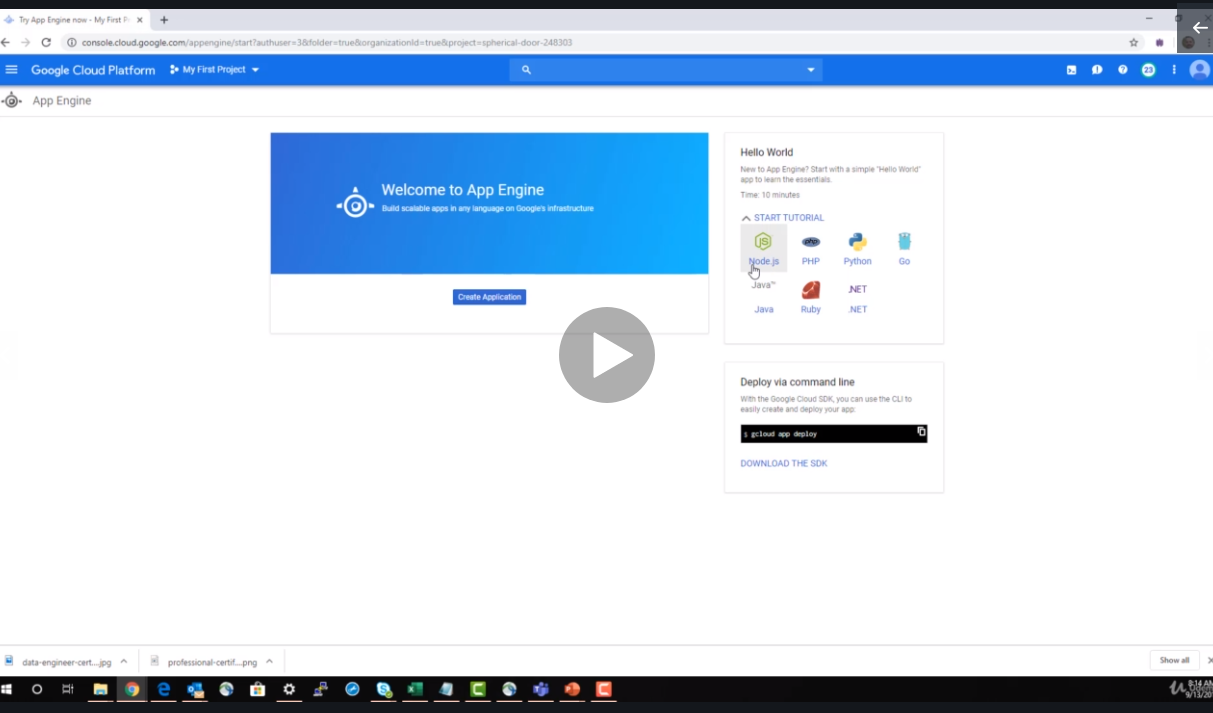 Try App Engine now - My First P
console.cloud.google.com/appengine/start?authuser=3&folder=true&organizationId=true&project=spherical-door-248303
Google Cloud Platform
My First Project
23
App Engine
Welcome to App Engine
Build scalable apps in any language on Google's infrastructure
Create Application
Hello World
New to App Engine? Start with a simple "Hello World"
app to learn the essentials.
Time: 10 minutes
START TUTORIAL
JS php
Node.js PHP Python Go
Java™ .NET
Java Ruby .NET
Deploy via command line
With the Google Cloud SDK, you can use the CLI to
easily create and deploy your app:
$ gcloud app deploy
DOWNLOAD THE SDK
data-engineer-cert....jpg
professional-certif....png
Show all
8:14 AM